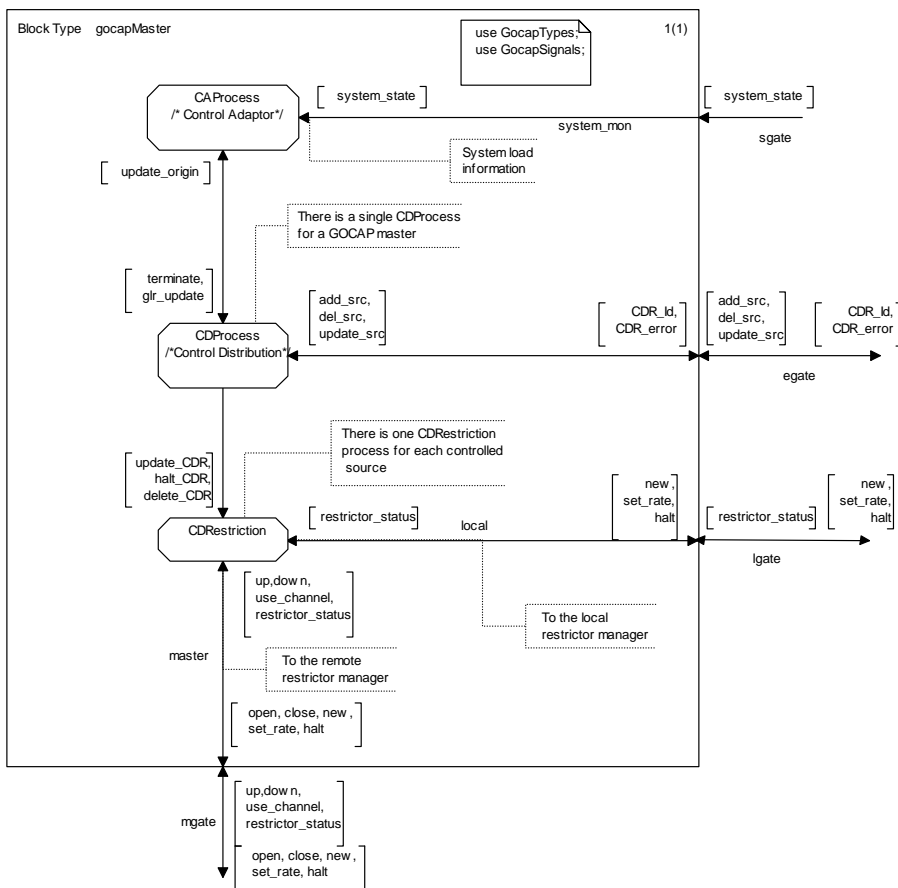 Block Type gocapMaster
1(1)
use GocapTypes;
use GocapSignals;
CAProcess
/* Control Adaptor*/
system_state
system_state
system_mon
sgate
System load
information
update_origin
There is a single CDProcess
for a GOCAP master
terminate,
glr_update
add_src,
del_src,
update_src
CDR_Id,
CDR_error
add_src,
del_src,
update_src
CDR_Id,
CDR_error
CDProcess
/*Control Distribution*/
egate
There is one CDRestriction
process for each controlled
source
update_CDR,
halt_CDR,
delete_CDR
restrictor_status
local
new ,
set_rate,
halt
restrictor_status
new ,
set_rate,
halt
CDRestriction
lgate
up,dow n,
use_channel,
restrictor_status
To the local
restrictor manager
master
To the remote
restrictor manager
open, close, new ,
set_rate, halt
mgate
up,dow n,
use_channel,
restrictor_status
open, close, new ,
set_rate, halt